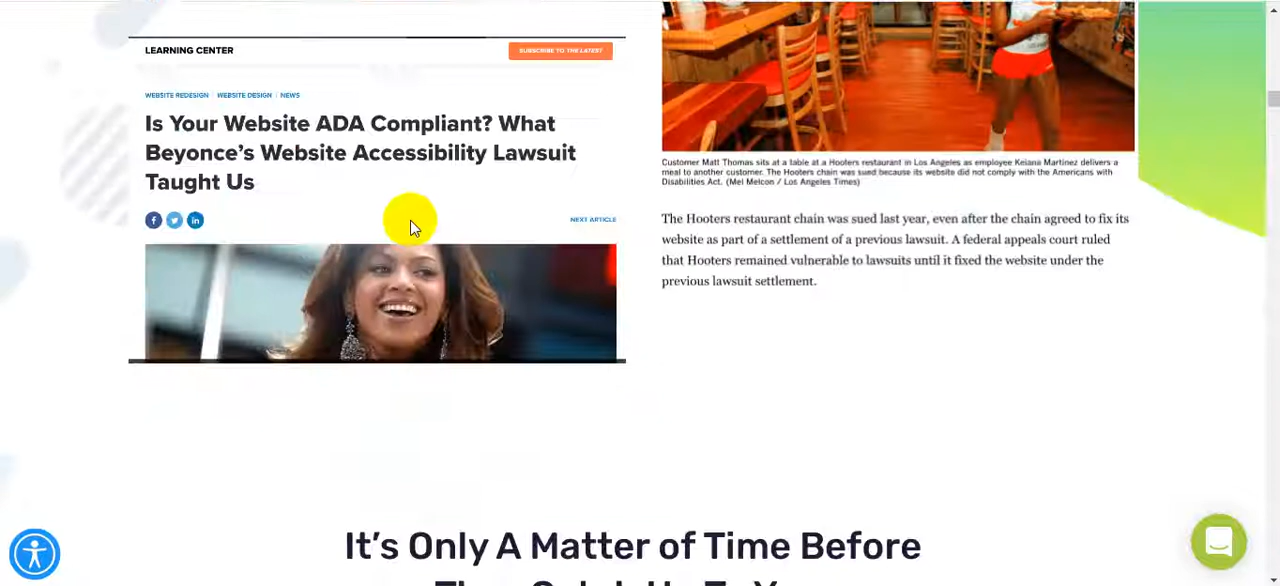 LEARNING CENTER
SUBSCRIBE TO THE LATEST
WEBSITE REDESIGN | WEBSITE DESIGN | NEWS
Is Your Website ADA Compliant? What
Beyonce's Website Accessibility Lawsuit
Taught Us
NEXT ARTICLE
Customer Matt Thomas sits at a table at a Hooters restaurant in Los Angeles as employee Keiana Martinez delivers a
meal to another customer. The Hooters chain was sued because its website did not comply with the Americans with
Disabilities Act. (Mel Melcon / Los Angeles Times)
The Hooters restaurant chain was sued last year, even after the chain agreed to fix its
website as part of a settlement of a previous lawsuit. A federal appeals court ruled
that Hooters remained vulnerable to lawsuits until it fixed the website under the
previous lawsuit settlement.
It's Only A Matter of Time Before